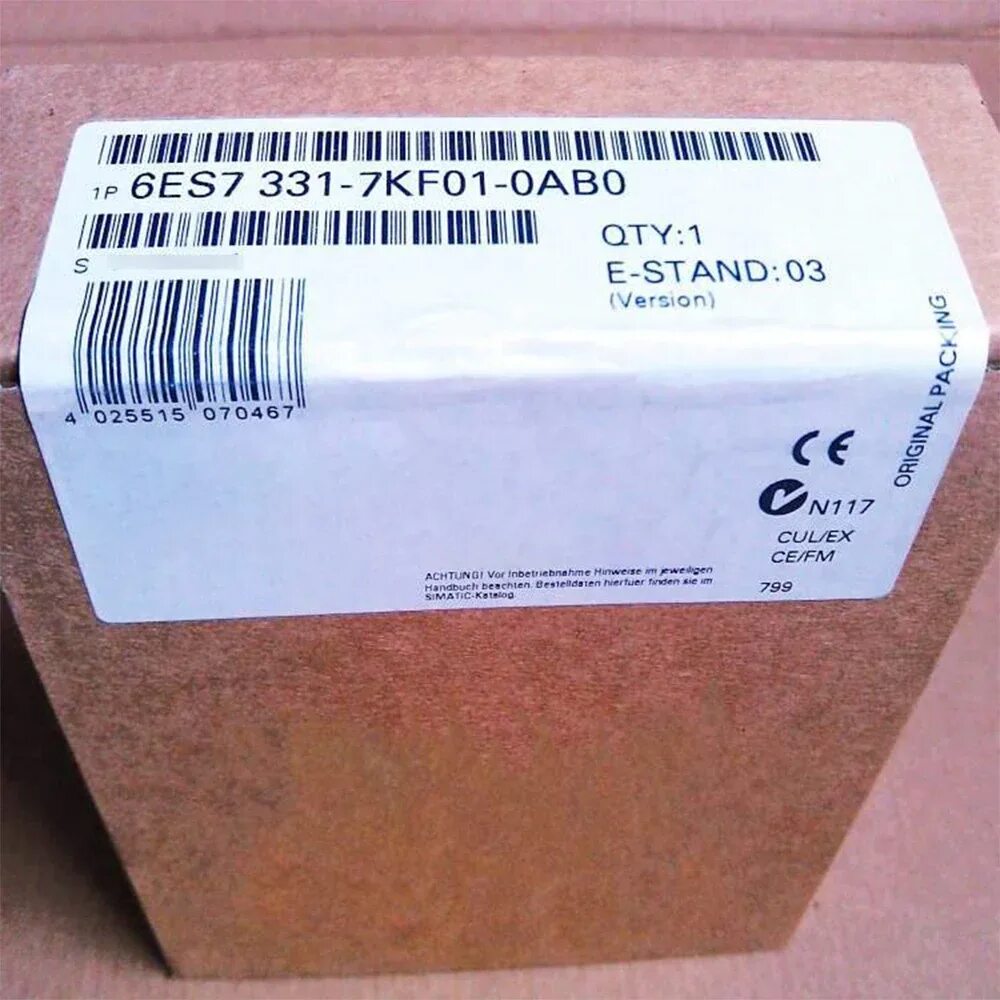 1P 6ES7 331-7KF01-0AB0
S
QTY:1
E-STAND:03
(Version)
4 025515 070467
ORIGINAL PACKING
CE
N117
CUL/EX
CE/FM
799
ACHTUNG! Vor Inbetriebnahme Hinweise im jeweiligen
Handbuch beachten. Bestelldaten hierfuer finden sie im
SIMATIC-Katalog.